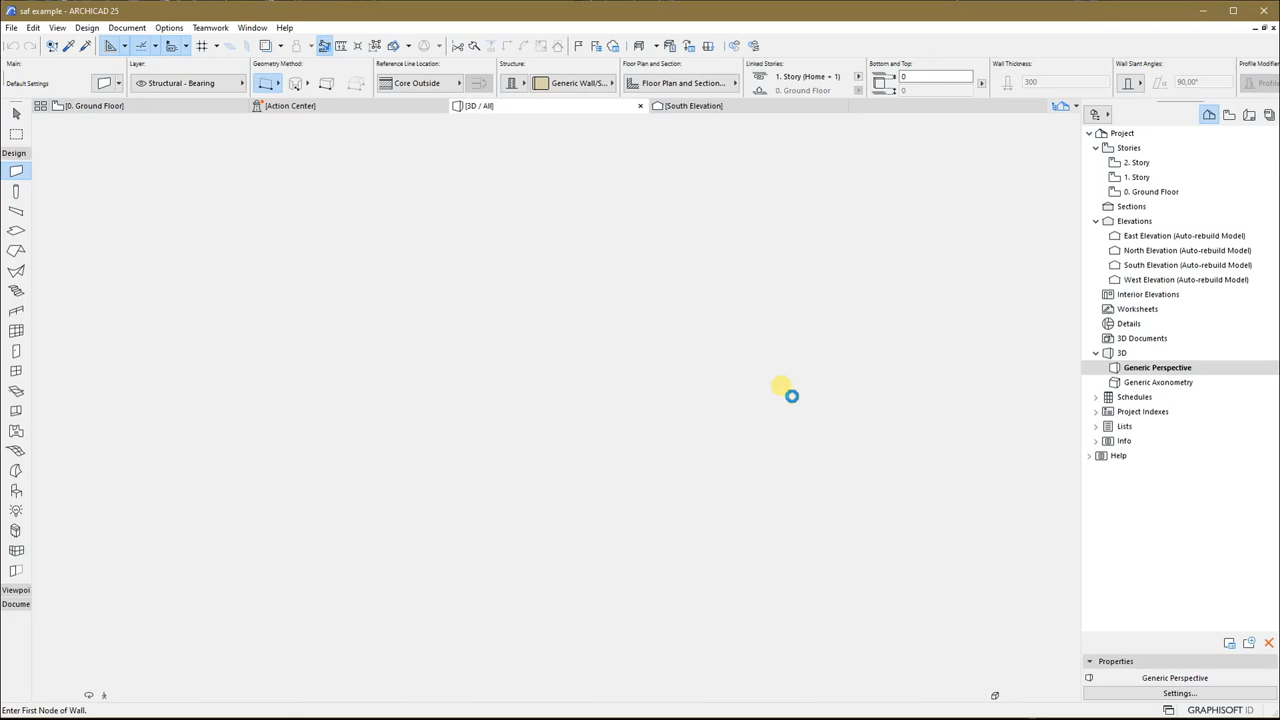 saf example - ARCHICAD 25
File Edit View Design Document Options Teamwork Window Help
Main: Layer: Geometry Method: Reference Line Location: Structure: Floor Plan and Section: Linked Stories: Bottom and Top: Wall Thickness: Wall Slant Angles: Profile Modifier
Default Settings Structural - Bearing Core Outside Generic Wall/S... Floor Plan and Section... 1. Story (Home + 1) 0 300 90,00° Profil
0. Ground Floor 0
[0. Ground Floor] [Action Center] [3D / All] [South Elevation]
Design
Viewpoi
Docume
Project
Stories
2. Story
1. Story
0. Ground Floor
Sections
Elevations
East Elevation (Auto-rebuild Model)
North Elevation (Auto-rebuild Model)
South Elevation (Auto-rebuild Model)
West Elevation (Auto-rebuild Model)
Interior Elevations
Worksheets
Details
3D Documents
3D
Generic Perspective
Generic Axonometry
Schedules
Project Indexes
Lists
Info
Help
Properties
Generic Perspective
Settings...
Enter First Node of Wall.
GRAPHISOFT ID